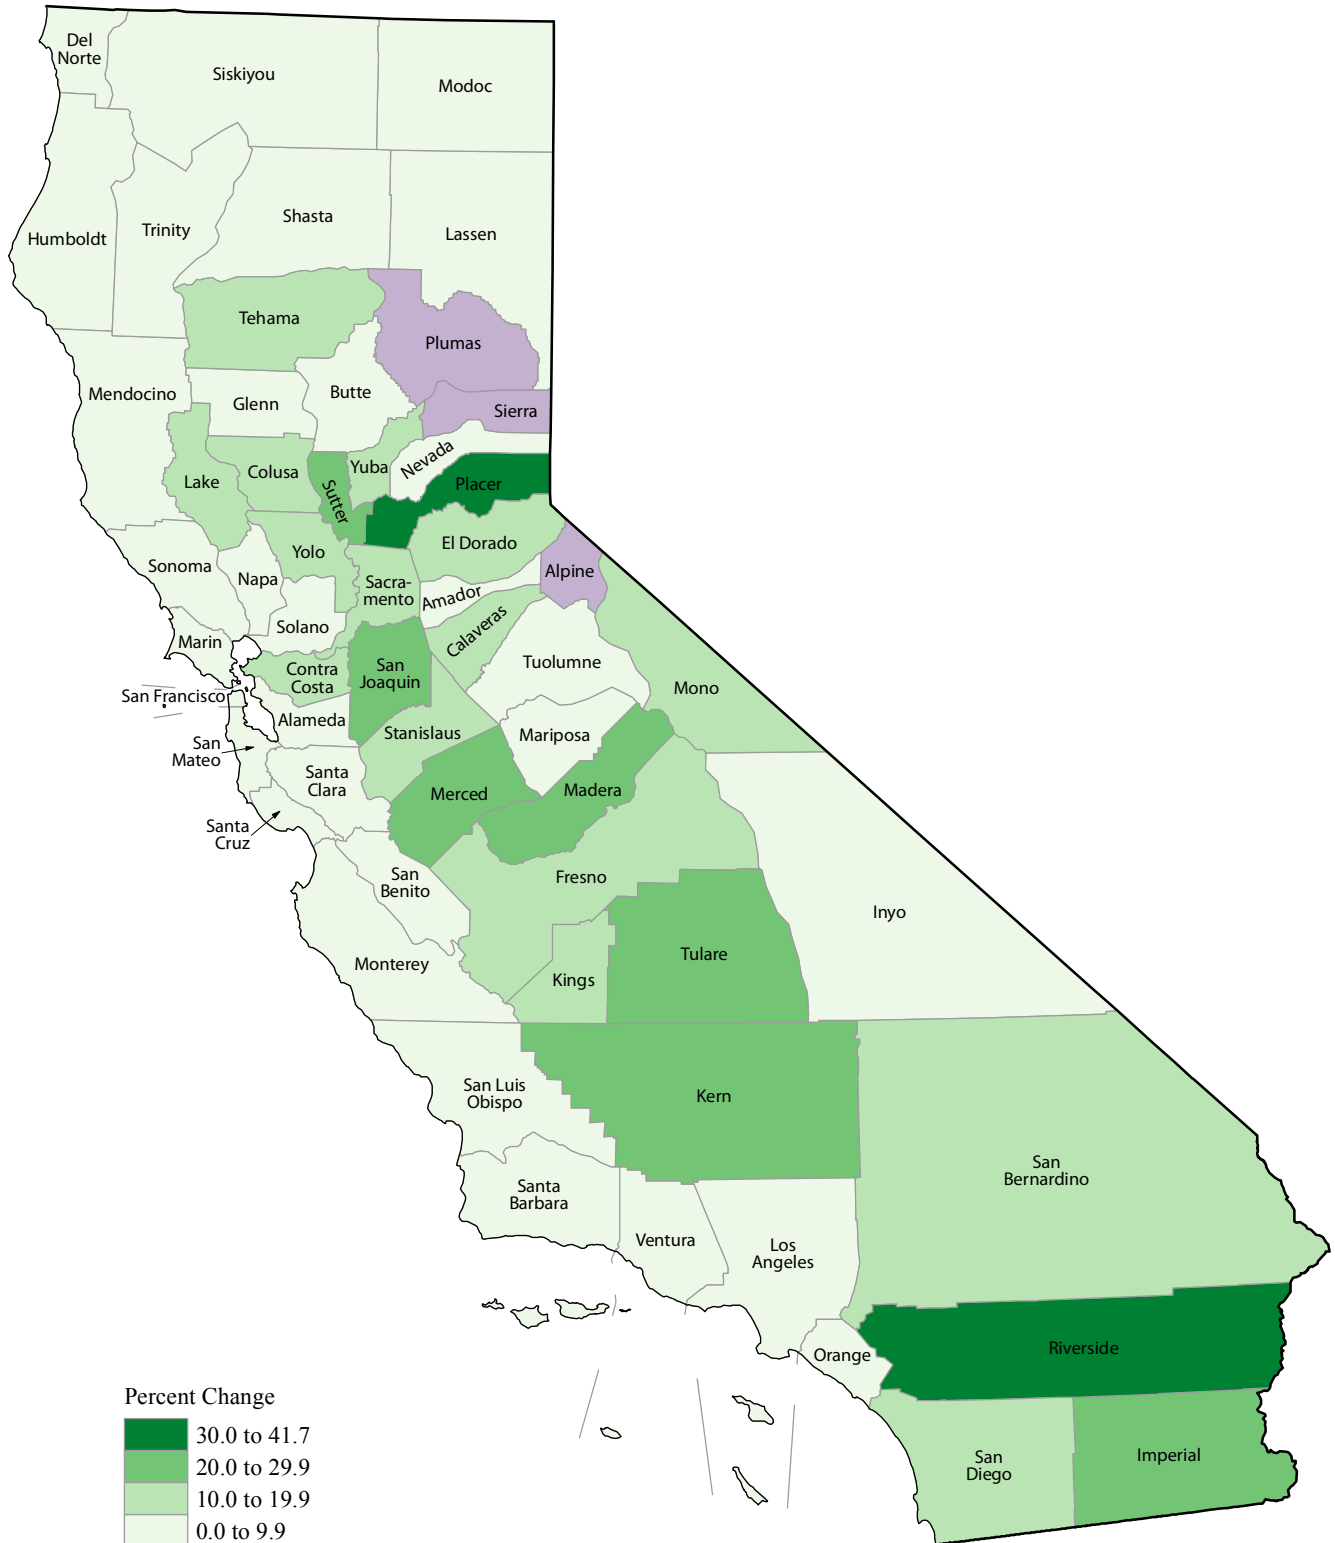 Del
Norte
Siskiyou
Modoc
Humboldt
Trinity
Shasta
Lassen
Tehama
Plumas
Mendocino
Glenn
Butte
Sierra
Lake
Colusa
Sutter
Yuba
Nevada
Placer
Sonoma
Napa
Yolo
El Dorado
Sacra-
mento
Amador
Alpine
Marin
Solano
Calaveras
Contra
Costa
San
Joaquin
Tuolumne
Mono
San Francisco
Alameda
Stanislaus
Mariposa
San
Mateo
Santa
Clara
Merced
Madera
Santa
Cruz
San
Benito
Fresno
Inyo
Monterey
Kings
Tulare
San Luis
Obispo
Kern
San
Bernardino
Santa
Barbara
Ventura
Los
Angeles
Orange
Riverside
San
Diego
Imperial
Percent Change
30.0 to 41.7
20.0 to 29.9
10.0 to 19.9
0.0 to 9.9